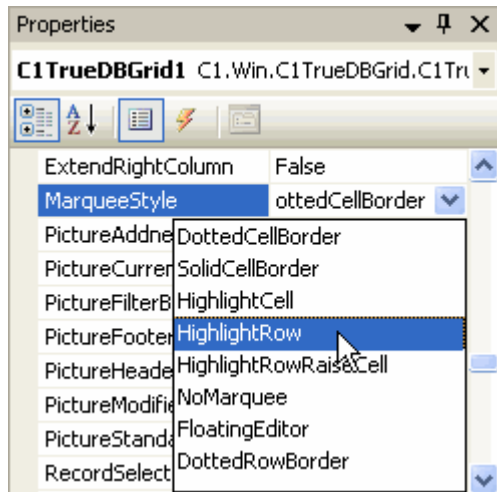 Properties
C1TrueDBGrid1 C1.Win.C1TrueDBGrid.C1Tru
ExtendRightColumn False
MarqueeStyle ottedCellBorder
PictureAddne
DottedCellBorder
PictureCurren
SolidCellBorder
PictureFilterB
HighlightCell
PictureFooter
HighlightRow
PictureHeade
HighlightRowRaiseCell
PictureModifie
NoMarquee
PictureStanda
FloatingEditor
RecordSelect
DottedRowBorder